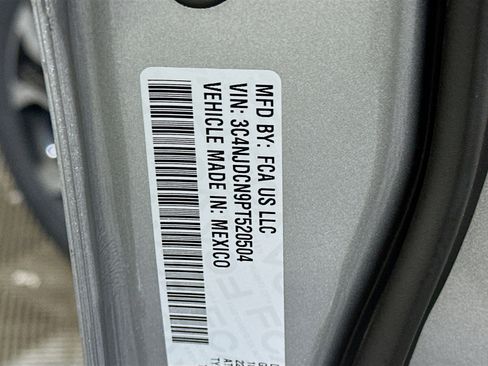 MFD BY: FCA US LLC
VIN: 3C4NJDCN9PT520504
VEHICLE MADE IN: MEXICO